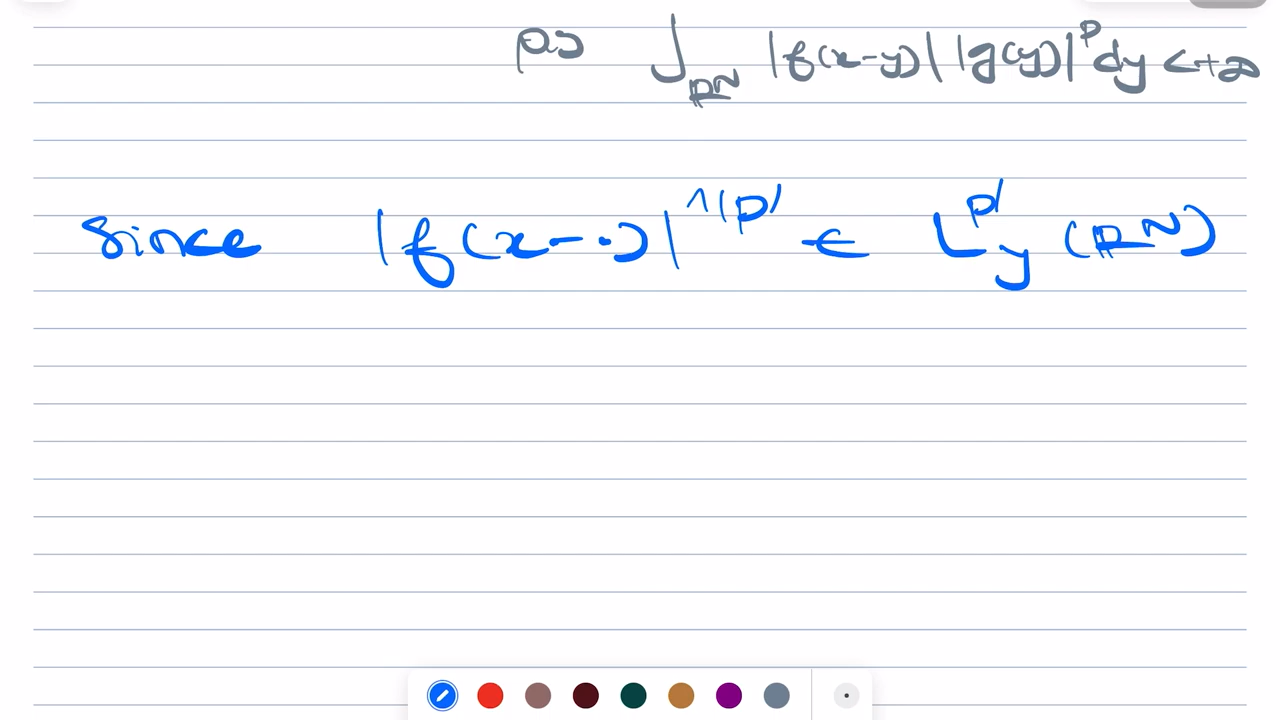 ∫_{ℝ^N} |f(x-y)| |g(y)|^p dy < +∞
Since |f(x-·)|^{1/p'} ∈ L^{p'}_y (ℝ^N)